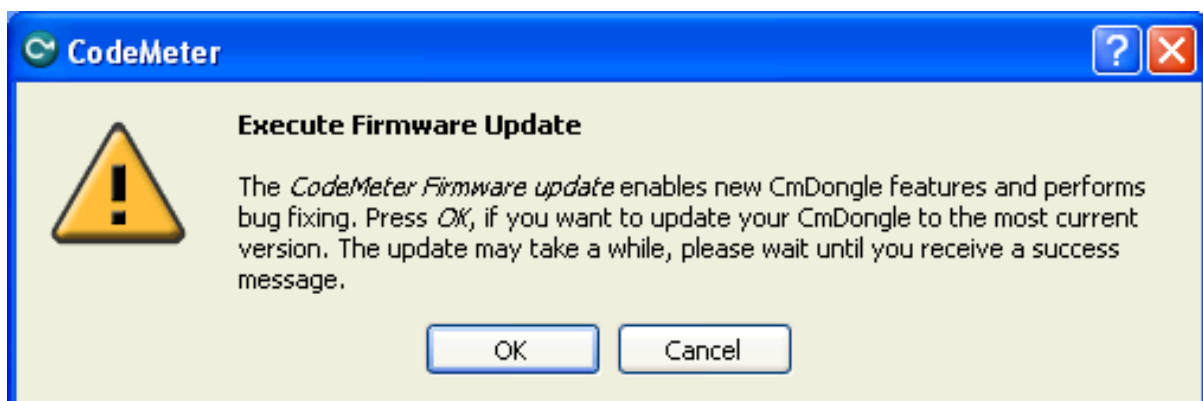 CodeMeter
Execute Firmware Update
The CodeMeter Firmware update enables new CmDongle features and performs
bug fixing. Press OK, if you want to update your CmDongle to the most current
version. The update may take a while, please wait until you receive a success
message.
OK Cancel